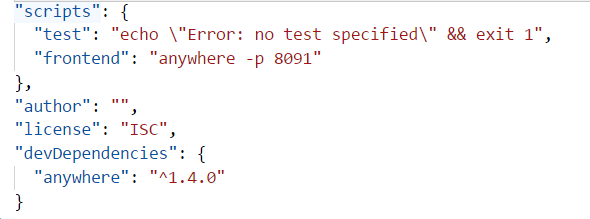 "scripts": {
"test": "echo \"Error: no test specified\" && exit 1",
"frontend": "anywhere -p 8091"
},
"author": "",
"license": "ISC",
"devDependencies": {
"anywhere": "^1.4.0"
}